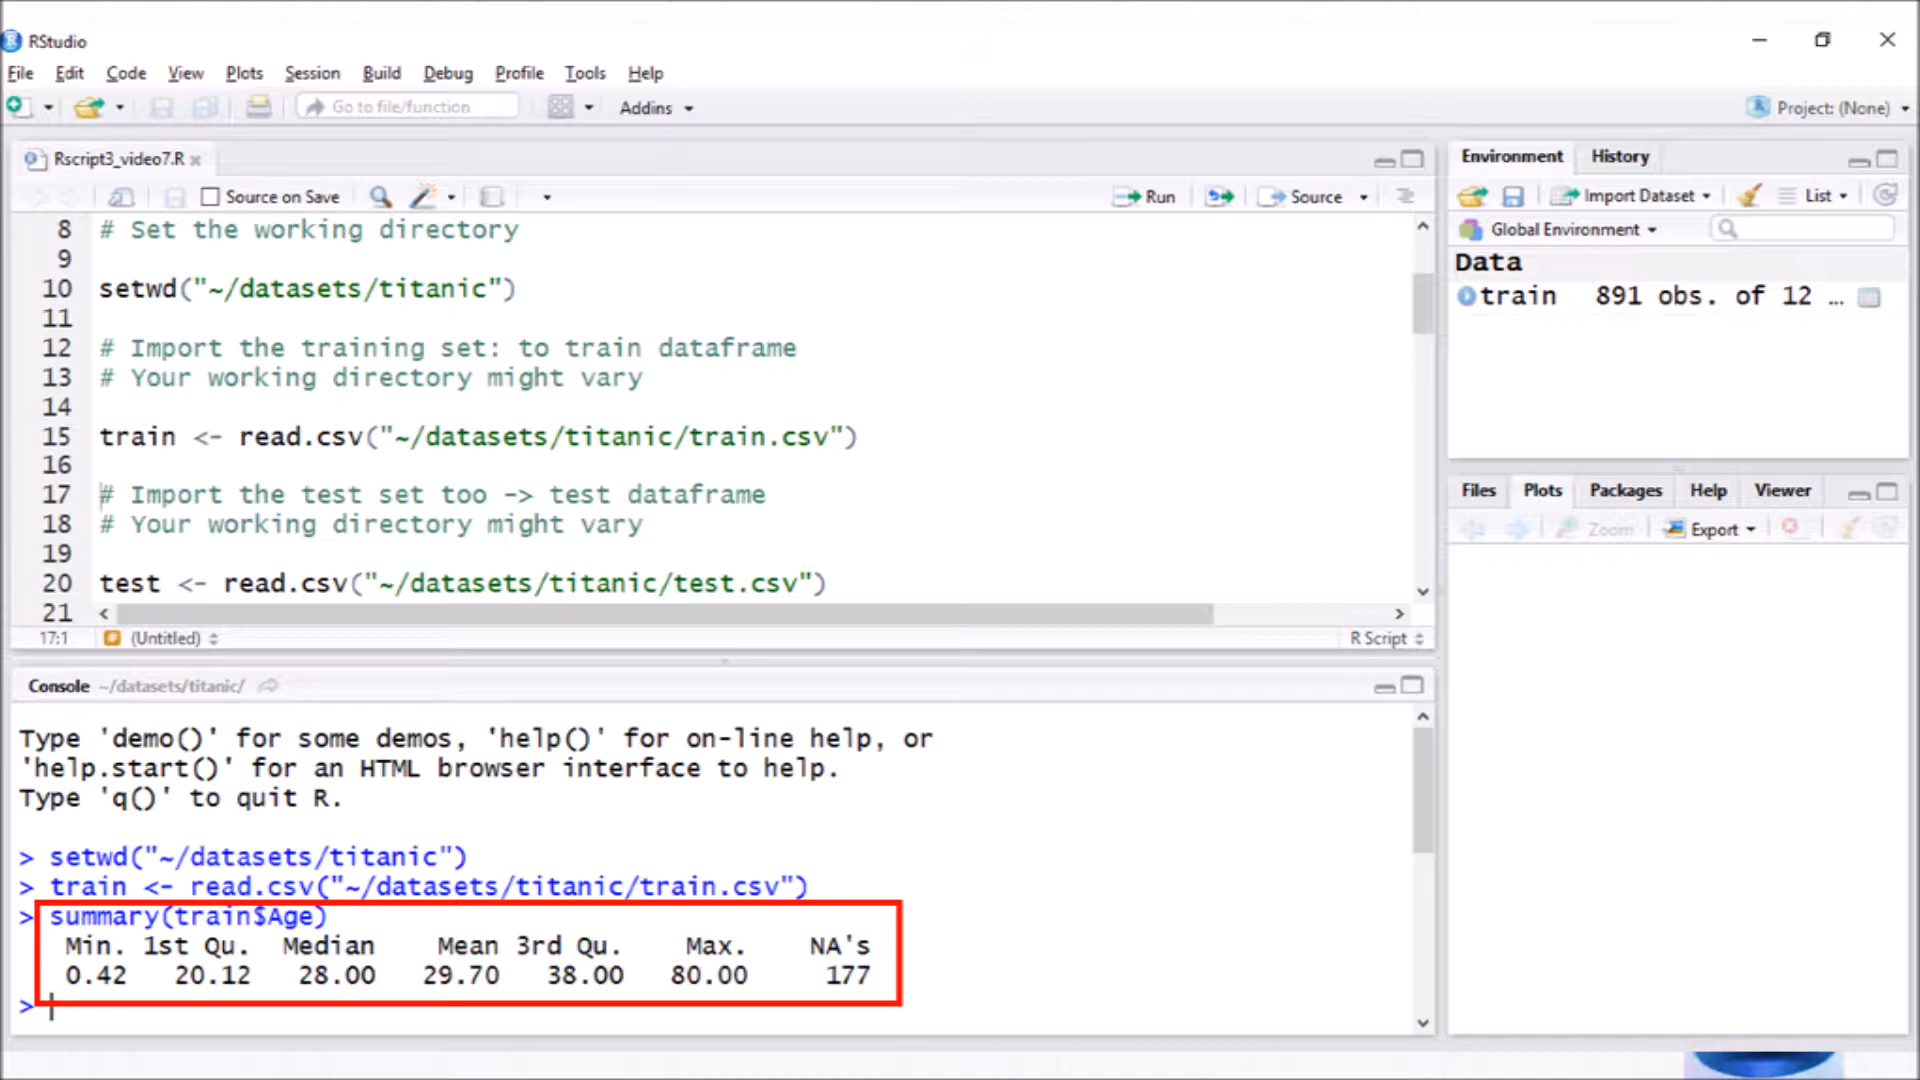 RStudio
File Edit Code View Plots Session Build Debug Profile Tools Help
Go to file/function Addins Project: (None)
Rscript3_video7.R
Source on Save Run Source
8 # Set the working directory
9
10 setwd("~/datasets/titanic")
11
12 # Import the training set: to train dataframe
13 # Your working directory might vary
14
15 train <- read.csv("~/datasets/titanic/train.csv")
16
17 # Import the test set too -> test dataframe
18 # Your working directory might vary
19
20 test <- read.csv("~/datasets/titanic/test.csv")
21
17:1 (Untitled) R Script
Console ~/datasets/titanic/
Type 'demo()' for some demos, 'help()' for on-line help, or
'help.start()' for an HTML browser interface to help.
Type 'q()' to quit R.
> setwd("~/datasets/titanic")
> train <- read.csv("~/datasets/titanic/train.csv")
> summary(train$Age)
Min. 1st Qu. Median Mean 3rd Qu. Max. NA's
0.42 20.12 28.00 29.70 38.00 80.00 177
>
Environment History
Import Dataset List
Global Environment
Data
train 891 obs. of 12 …
Files Plots Packages Help Viewer
Zoom Export